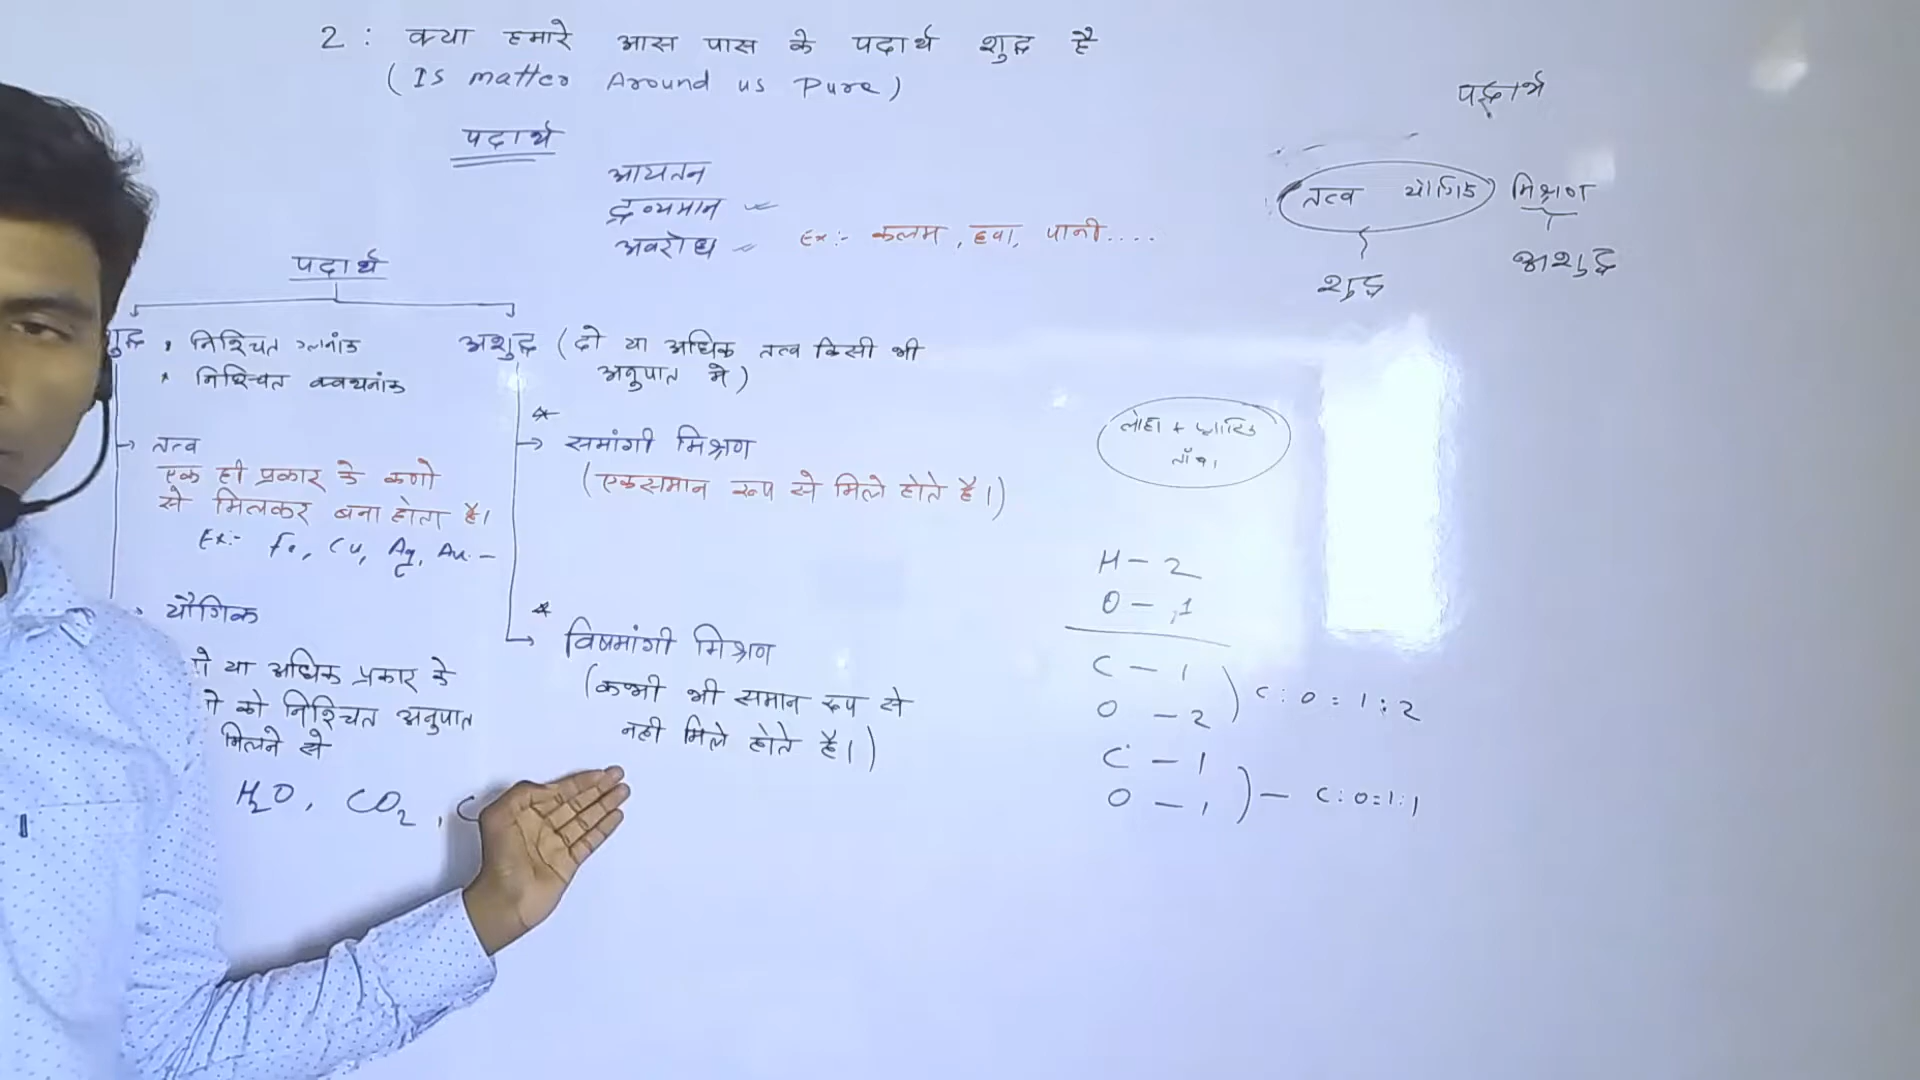 2 : क्या हमारे आस पास के पदार्थ शुद्ध है
(Is matter Around us Pure)
पदार्थ
आयतन
द्रव्यमान
अवरोध
Ex:- कलम, हवा, पानी....
पदार्थ
शुद्ध
तत्व यौगिक मिश्रण
शुद्ध
अशुद्ध
पदार्थ
निश्चित गलनांक
* निश्चित क्वथनांक
→ तत्व
एक ही प्रकार के कणो
से मिलकर बना होता है।
Ex:- Fe, Cu, Ag, Au -
यौगिक
या अधिक प्रकार के
को निश्चित अनुपात
मिलने से
H2O, CO2, C
अशुद्ध (दो या अधिक तत्व किसी भी
अनुपात मे)
*
→ समांगी मिश्रण
(एकसमान रूप से मिले होते है।)
*
→ विषमांगी मिश्रण
(कभी भी समान रूप से
नही मिले होते है।)
लोहा +
H - 2
O - 1
C - 1
O - 2
C : O = 1 : 2
C - 1
O - 1
) - C : O = 1 : 1